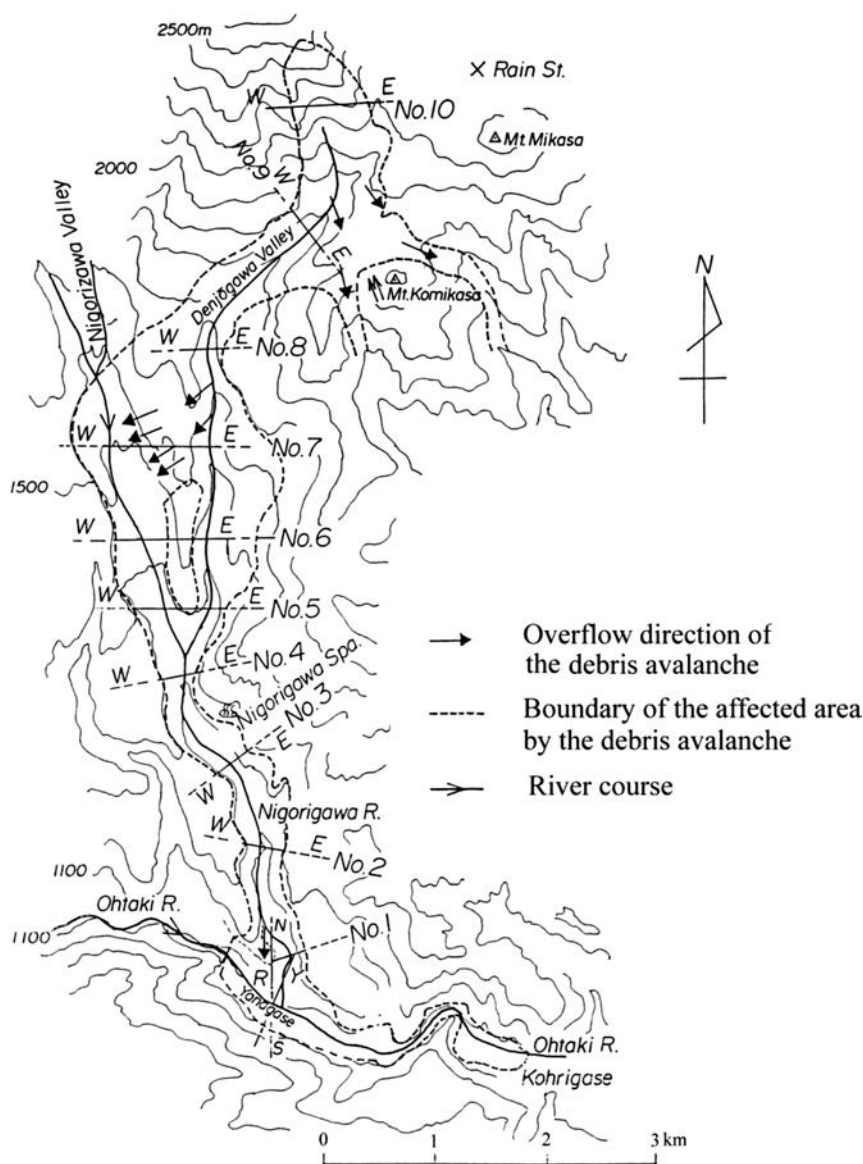 2500m
X Rain St.
W E
No.10
Mt. Mikasa
No.9
W
2000
E
Nigorizawa Valley
Denjogawa Valley
Mt. Komikasa
N
W E No.8
W E No.7
1500
W E No.6
W E No.5
W E No.4
Nigorigawa Spa.
W E No.3
Nigorigawa R.
W E No.2
1100
Ohtaki R.
1100
N
No.1
R
Y
Yanagase
T S
Ohtaki R.
Kohrigase
Overflow direction of
the debris avalanche
Boundary of the affected area
by the debris avalanche
River course
0 1 2 3 km